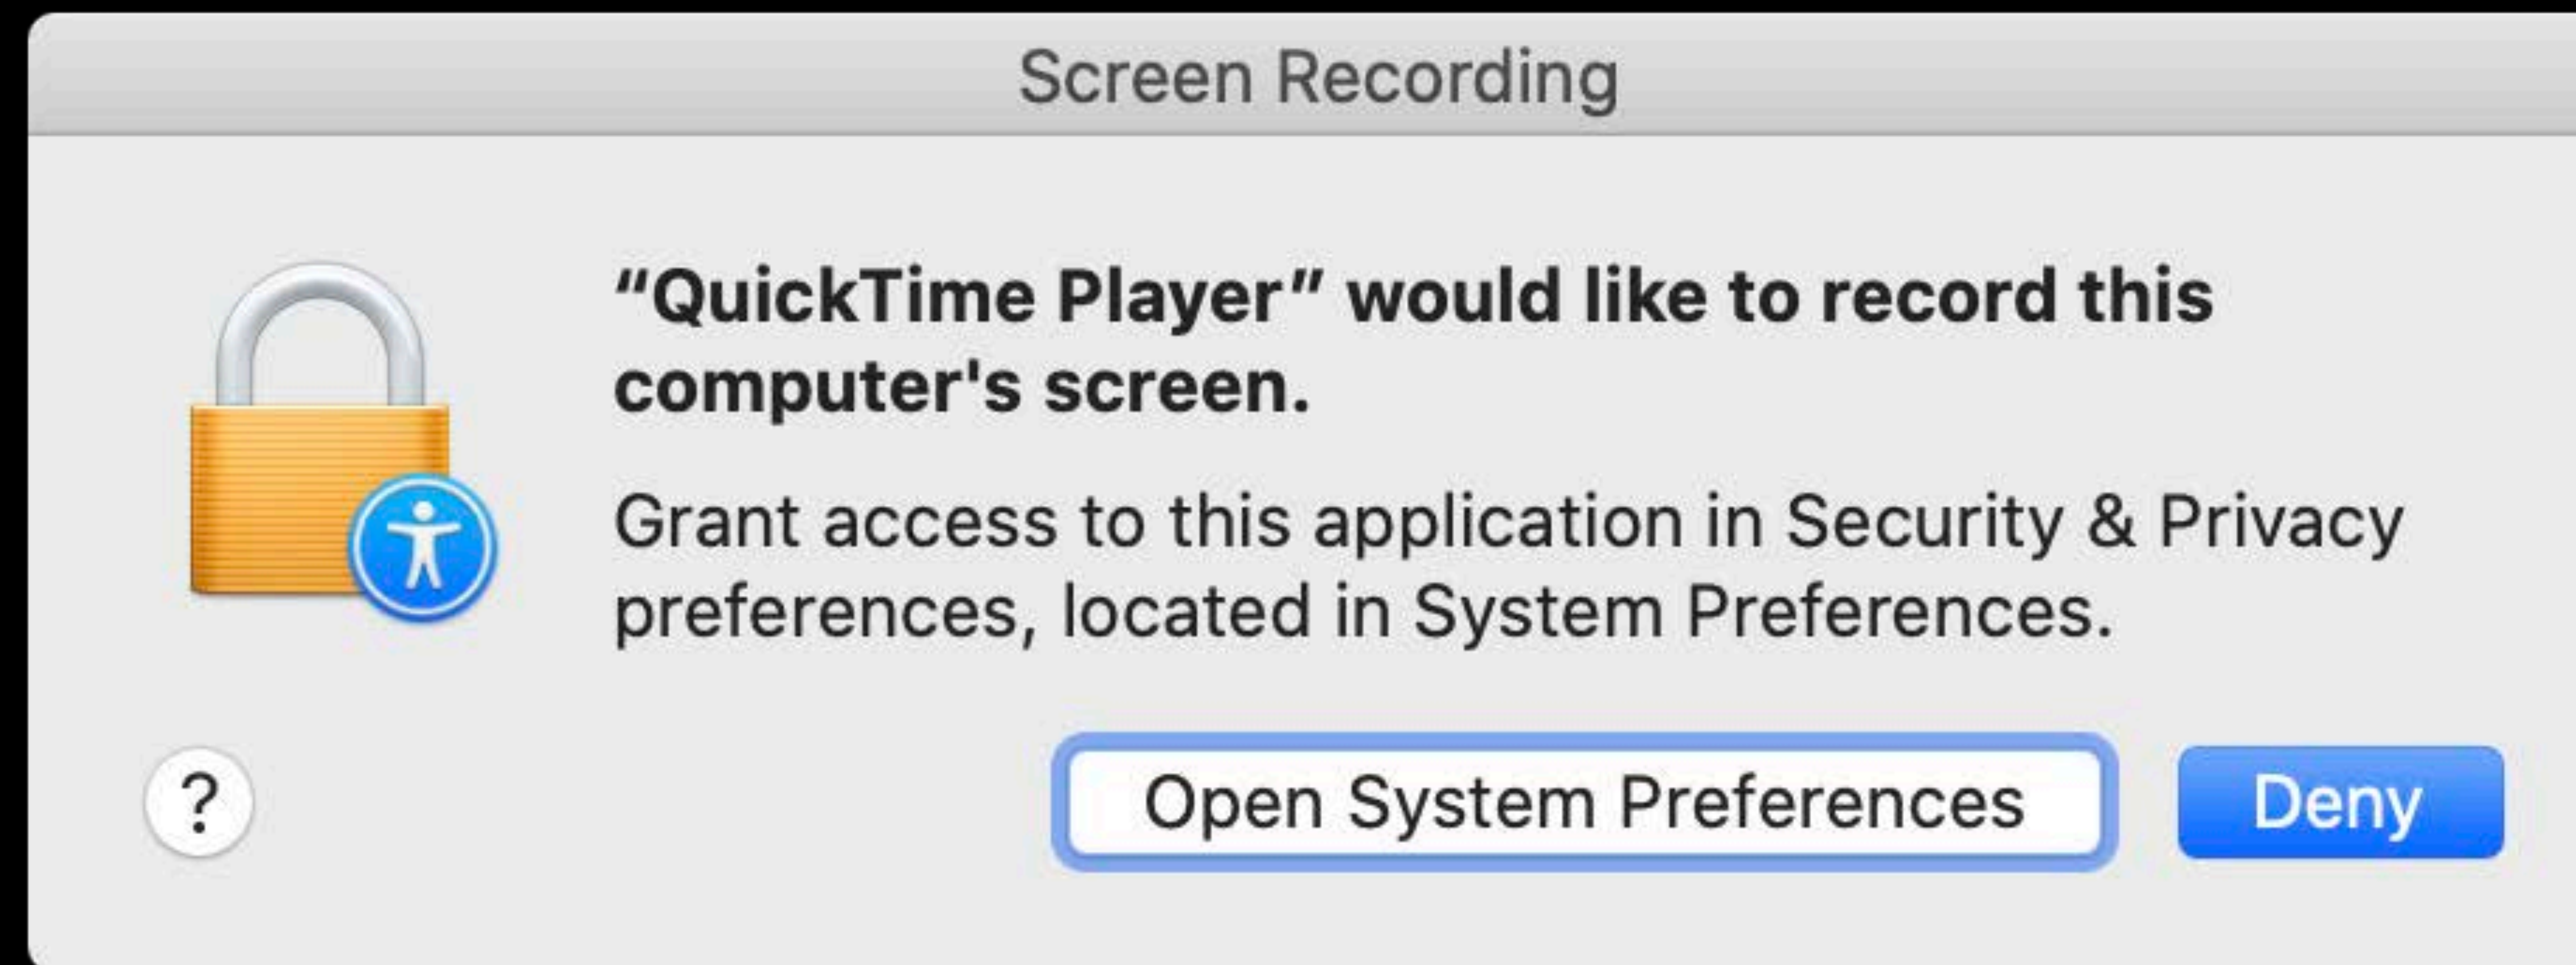 Screen Recording
“QuickTime Player” would like to record this
computer's screen.
Grant access to this application in Security & Privacy
preferences, located in System Preferences.
?
Open System Preferences
Deny